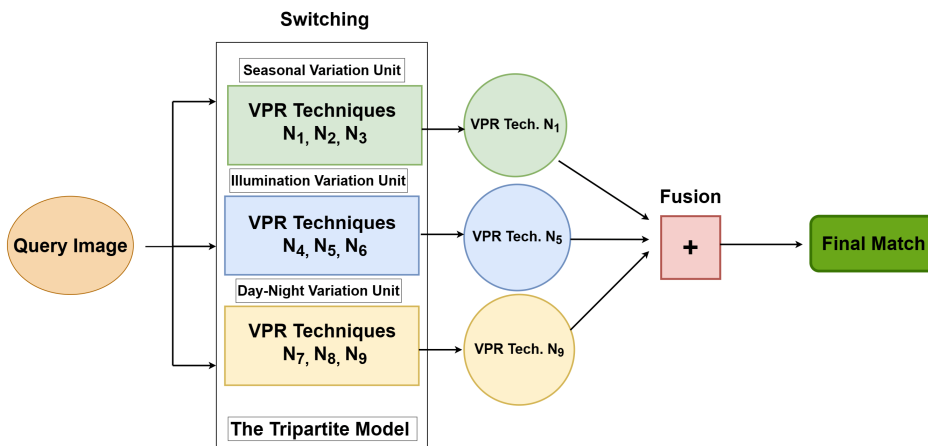 Switching
Seasonal Variation Unit
VPR Techniques
N₁, N₂, N₃
VPR Tech. N₁
Illumination Variation Unit
VPR Techniques
N₄, N₅, N₆
VPR Tech. N₅
Fusion
+
Query Image
Final Match
Day-Night Variation Unit
VPR Techniques
N₇, N₈, N₉
VPR Tech. N₉
The Tripartite Model